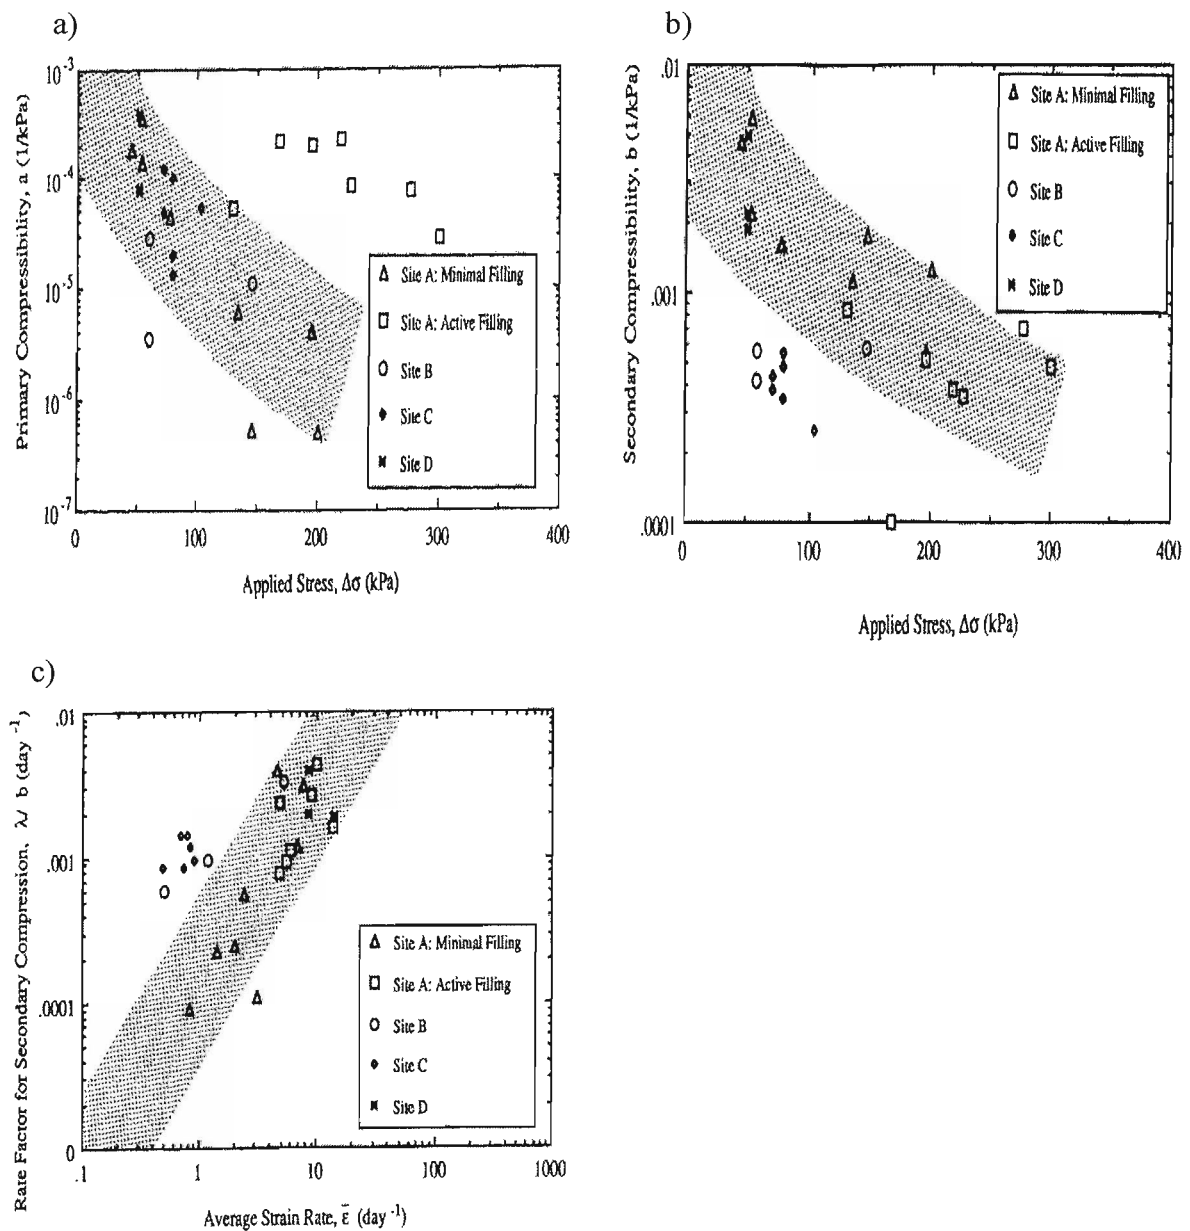 a)
Primary Compressibility, a (1/kPa)
10-3
10-4
10-5
10-6
10-7
0
100
200
300
400
Applied Stress, Δσ (kPa)
Site A: Minimal Filling
Site A: Active Filling
Site B
Site C
Site D
b)
Secondary Compressibility, b (1/kPa)
.01
.001
.0001
0
100
200
300
400
Applied Stress, Δσ (kPa)
Site A: Minimal Filling
Site A: Active Filling
Site B
Site C
Site D
c)
Rate Factor for Secondary Compression, λ/ b (day -1)
.01
.001
.0001
0
.1
1
10
100
1000
Average Strain Rate, ε̄ (day -1)
Site A: Minimal Filling
Site A: Active Filling
Site B
Site C
Site D